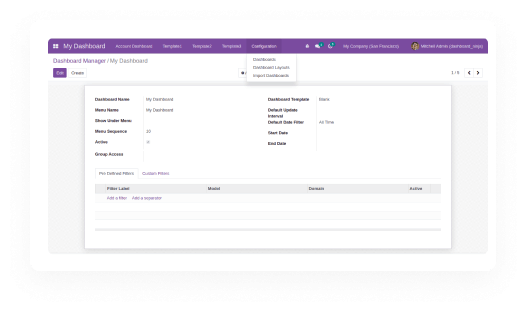 My Dashboard Account Dashboard Template1 Template2 Template3 Configuration My Company (San Francisco) Mitchell Admin (dashboard_ninja)
Dashboards
Dashboard Layouts
Import Dashboards
Dashboard Manager / My Dashboard
Edit Create
1 / 9
Dashboard Name My Dashboard
Menu Name My Dashboard
Show Under Menu
Menu Sequence 10
Active
Group Access
Dashboard Template Blank
Default Update Interval
Default Date Filter All Time
Start Date
End Date
Pre Defined Filters Custom Filters
Filter Label Model Domain Active
Add a filter Add a separator